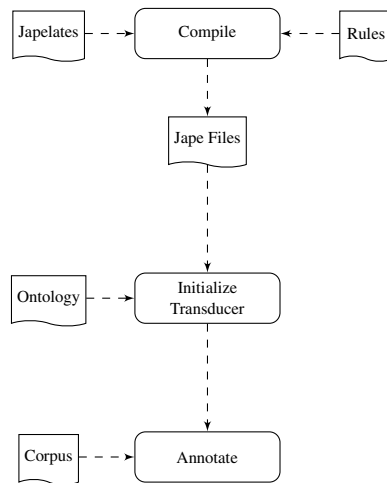 Japelates
Compile
Rules
Jape Files
Ontology
Initialize
Transducer
Corpus
Annotate